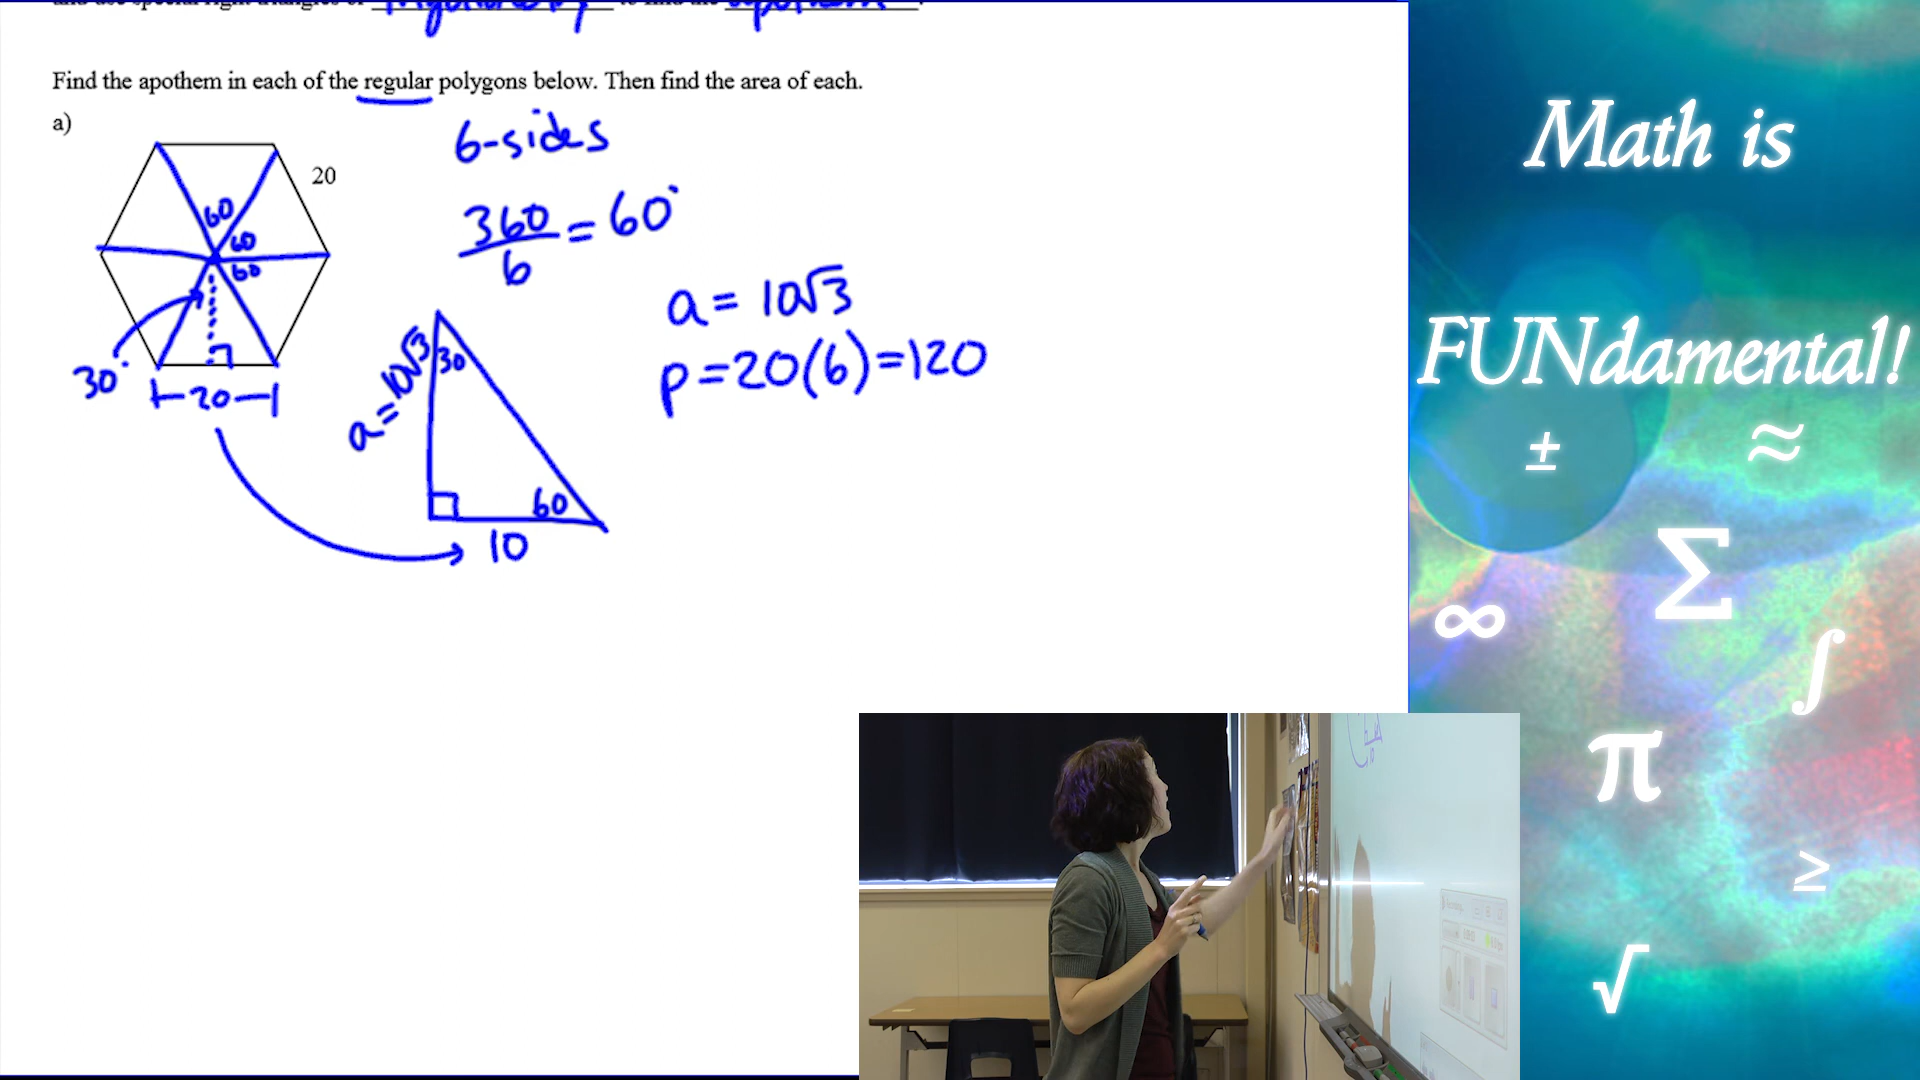 Find the apothem in each of the regular polygons below. Then find the area of each.
a)
20
60
60
60
30°
20
6-sides
360/6 = 60°
a = 10√3
30
60
10
a = 10√3
p = 20(6) = 120
Math is
FUNdamental!
± ≈
Σ
∞
∫
π
≥
√